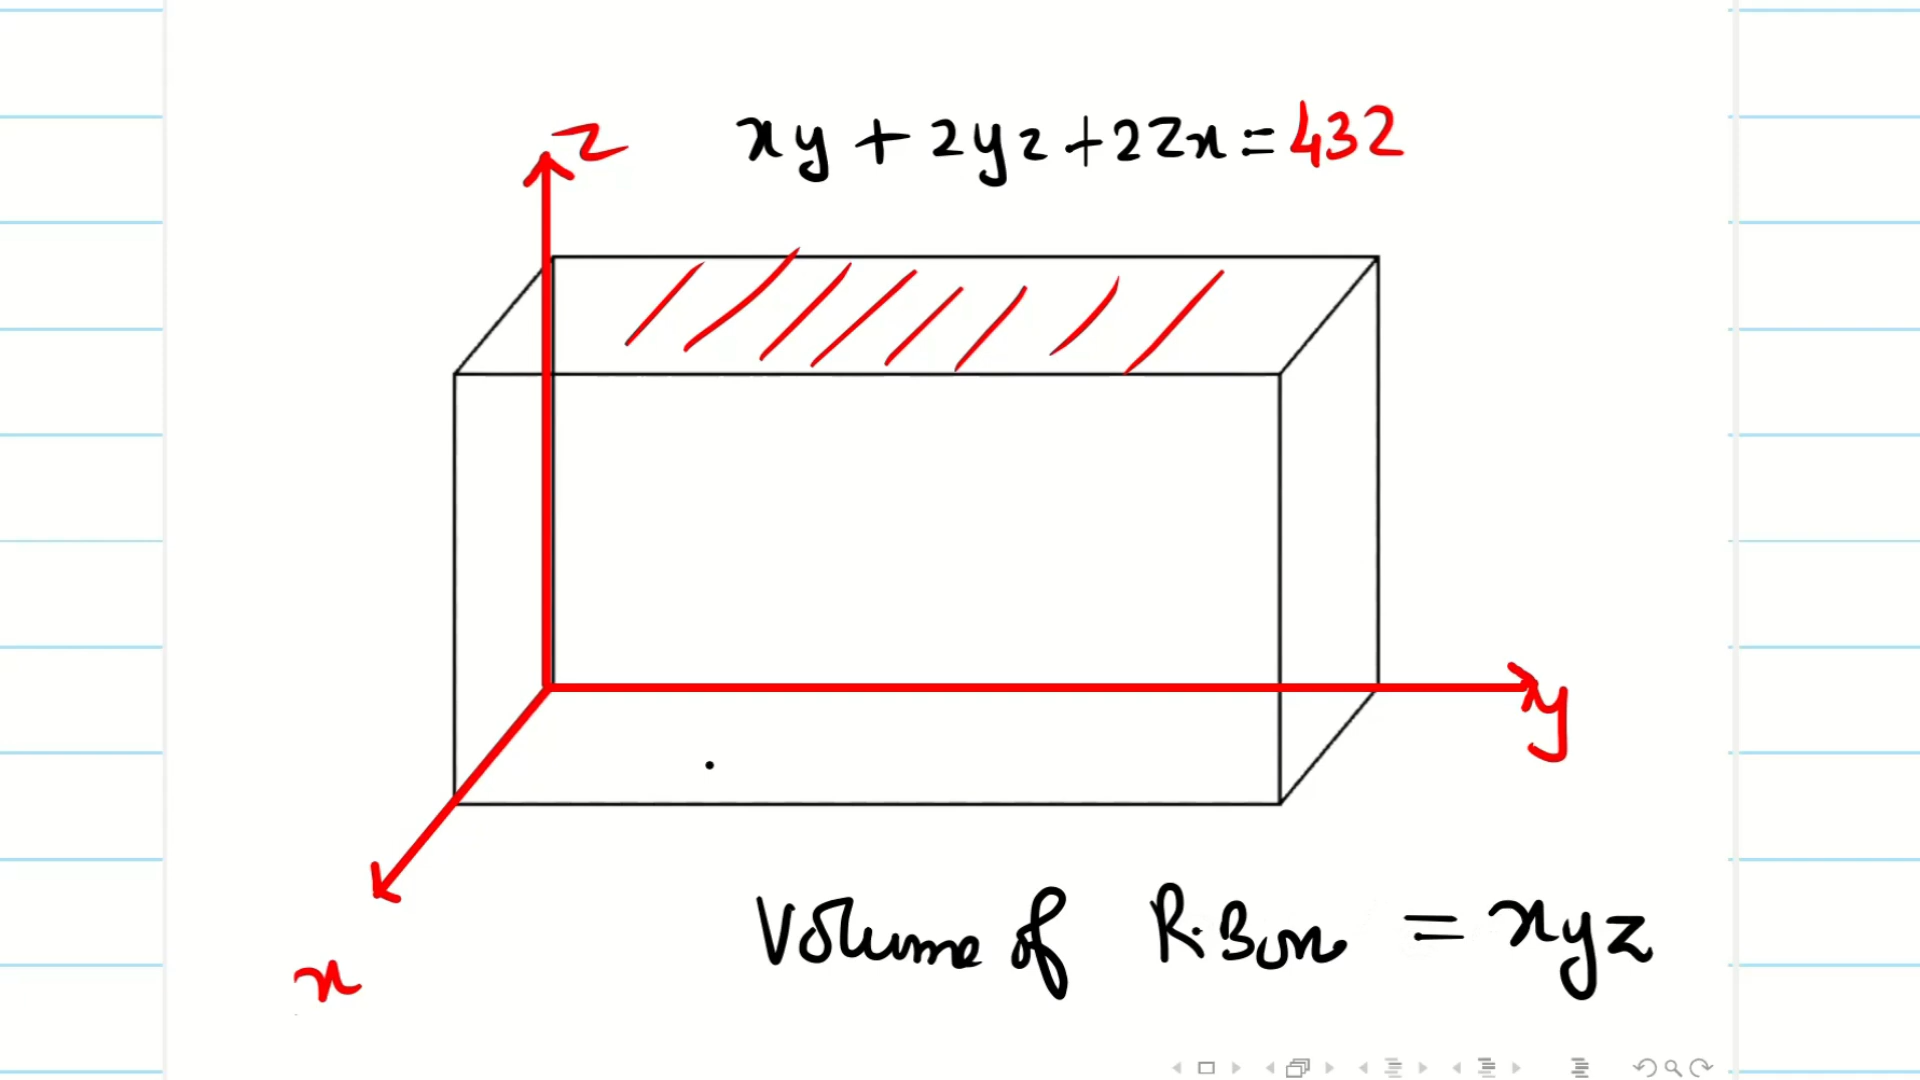 z
xy + 2yz + 2zx = 432
y
x
Volume of R.Box = xyz